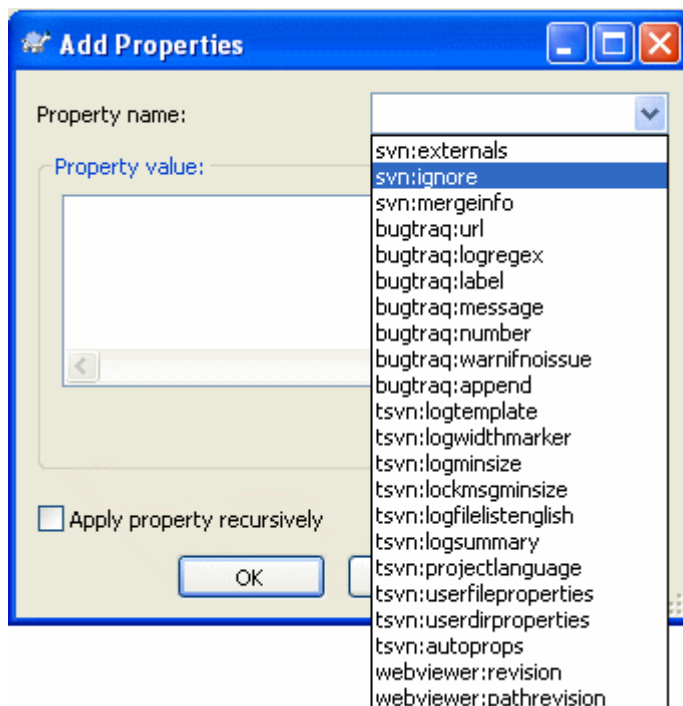 Add Properties
Property name:
Property value:
svn:externals
svn:ignore
svn:mergeinfo
bugtraq:url
bugtraq:logregex
bugtraq:label
bugtraq:message
bugtraq:number
bugtraq:warnifnoissue
bugtraq:append
tsvn:logtemplate
tsvn:logwidthmarker
tsvn:logminsize
tsvn:lockmsgminsize
tsvn:logfilelistenglish
tsvn:logsummary
tsvn:projectlanguage
tsvn:userfileproperties
tsvn:userdirproperties
tsvn:autoprops
webviewer:revision
webviewer:pathrevision
Apply property recursively
OK